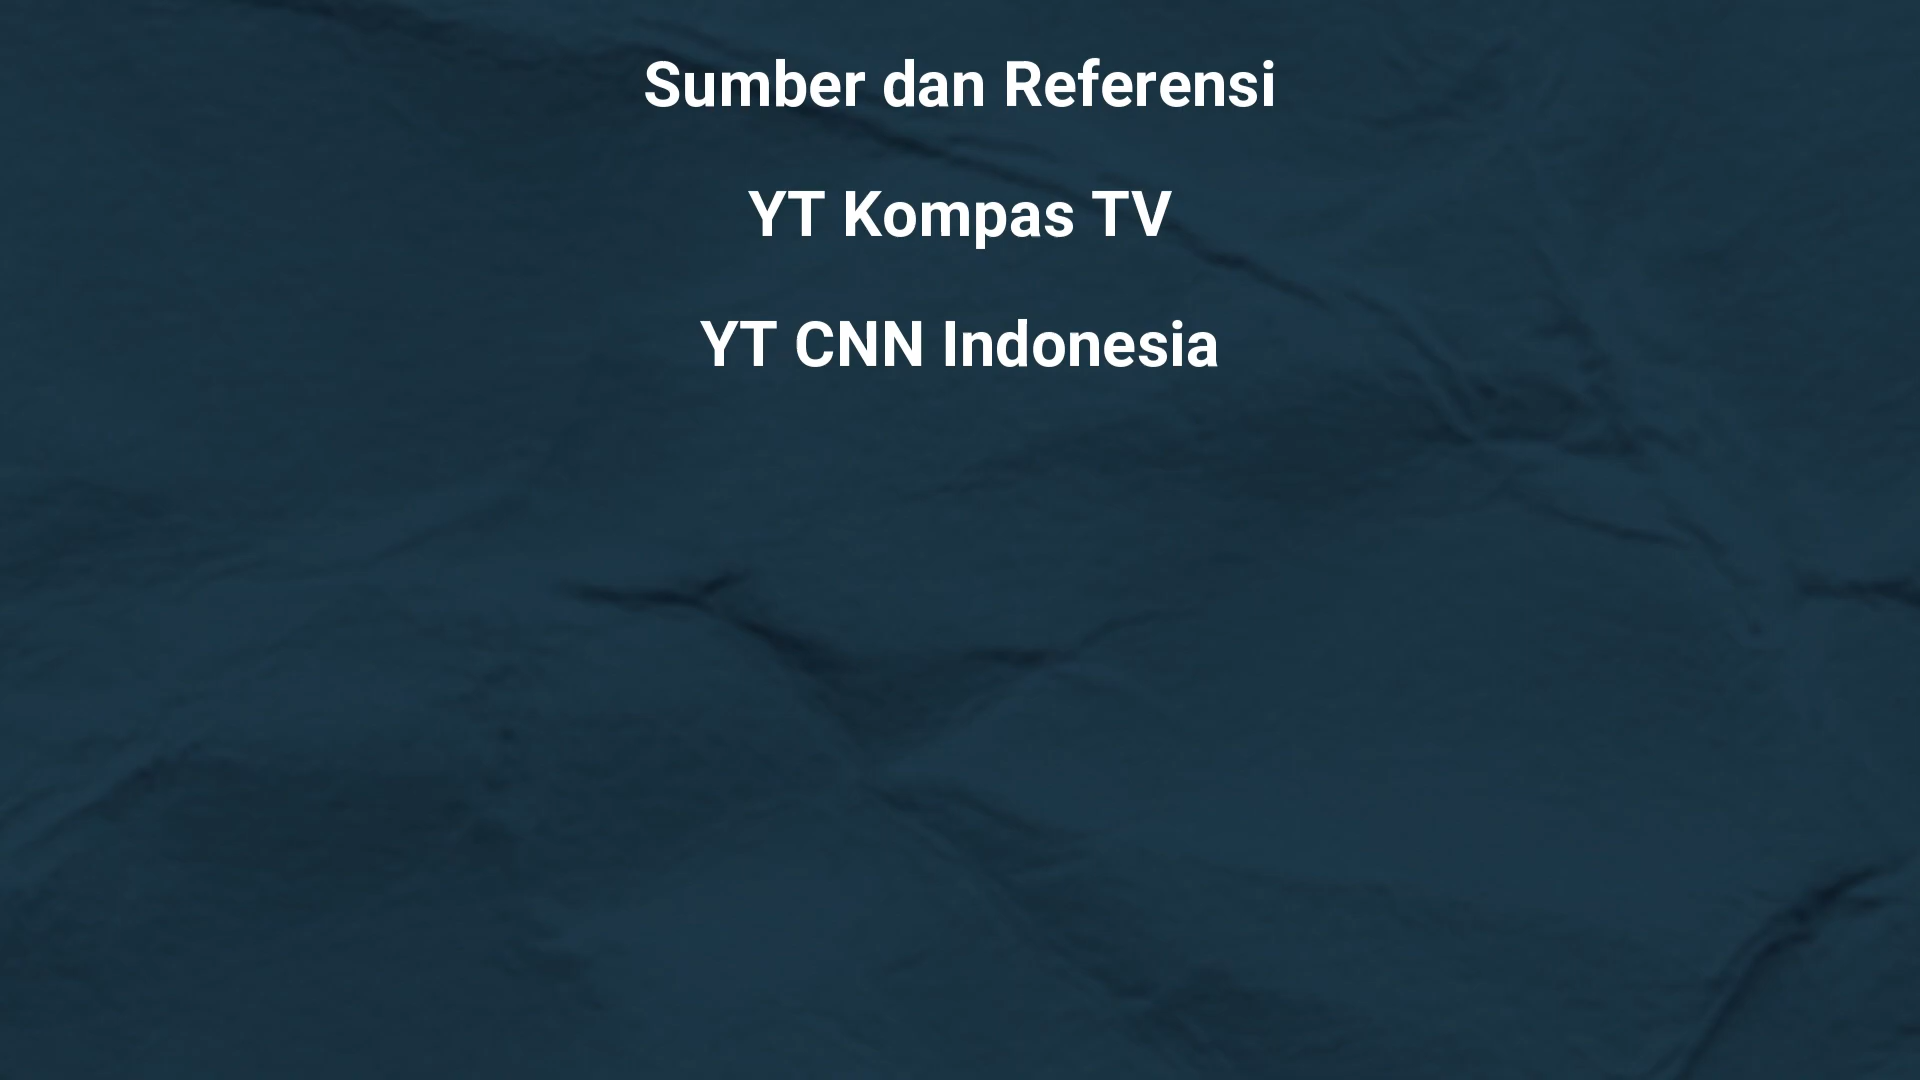 Sumber dan Referensi
YT Kompas TV
YT CNN Indonesia